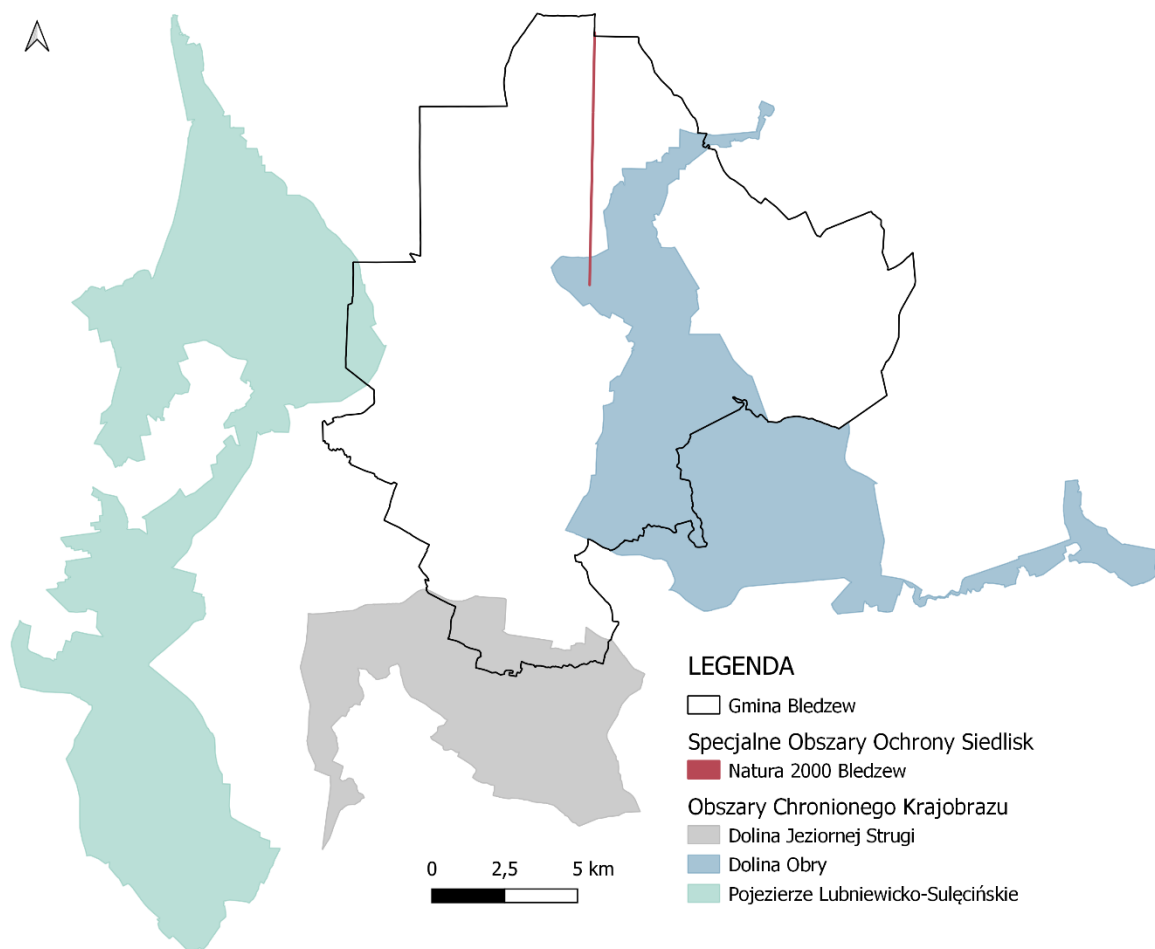 LEGENDA
Gmina Bledzew
Specjalne Obszary Ochrony Siedlisk
Natura 2000 Bledzew
Obszary Chronionego Krajobrazu
Dolina Jeziornej Strugi
Dolina Obry
Pojezierze Lubniewicko-Sulęcińskie
0 2,5 5 km